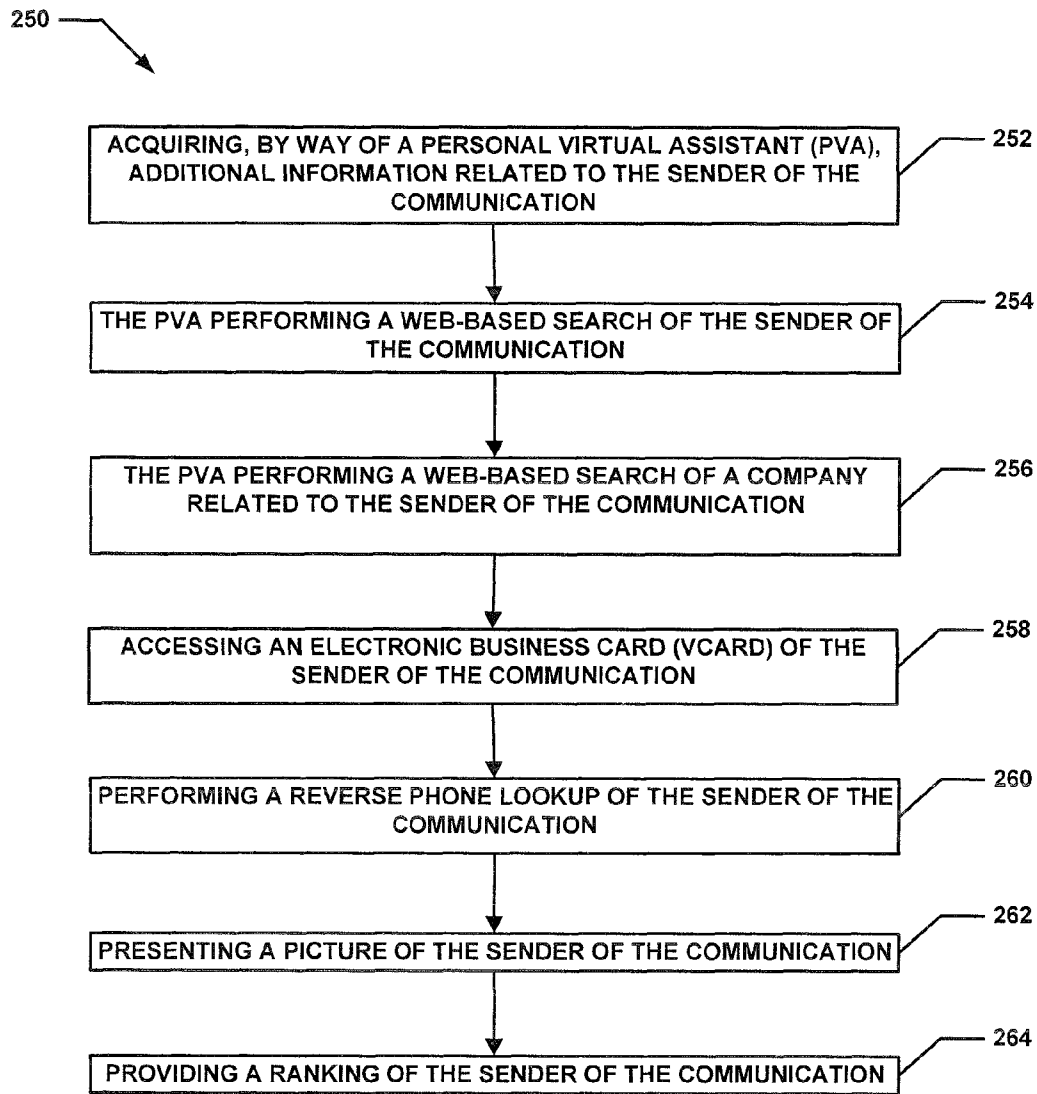 250
ACQUIRING, BY WAY OF A PERSONAL VIRTUAL ASSISTANT (PVA),
ADDITIONAL INFORMATION RELATED TO THE SENDER OF THE
COMMUNICATION
252
THE PVA PERFORMING A WEB-BASED SEARCH OF THE SENDER OF
THE COMMUNICATION
254
THE PVA PERFORMING A WEB-BASED SEARCH OF A COMPANY
RELATED TO THE SENDER OF THE COMMUNICATION
256
ACCESSING AN ELECTRONIC BUSINESS CARD (VCARD) OF THE
SENDER OF THE COMMUNICATION
258
PERFORMING A REVERSE PHONE LOOKUP OF THE SENDER OF THE
COMMUNICATION
260
PRESENTING A PICTURE OF THE SENDER OF THE COMMUNICATION
262
PROVIDING A RANKING OF THE SENDER OF THE COMMUNICATION
264